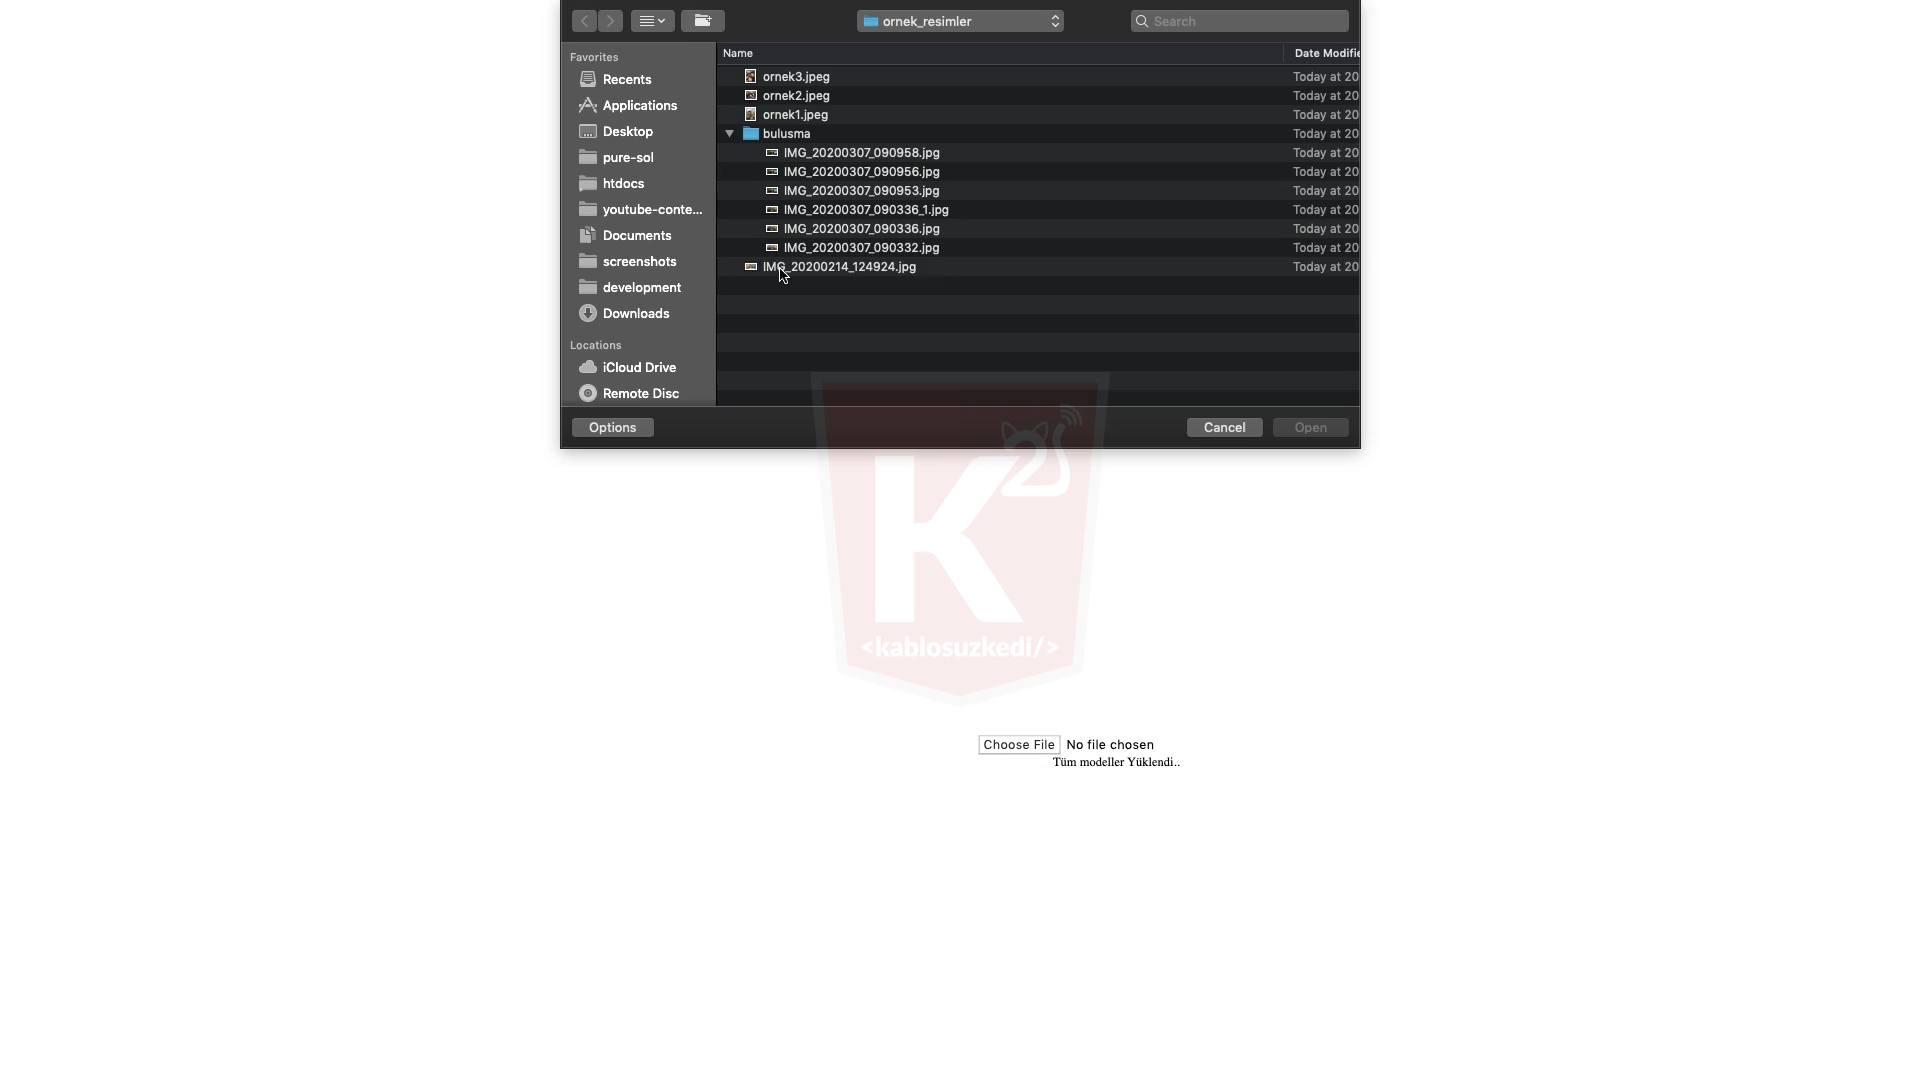 ornek_resimler
Search
Favorites
Recents
Applications
Desktop
pure-sol
htdocs
youtube-conte...
Documents
screenshots
development
Downloads
Locations
iCloud Drive
Remote Disc
Name
Date Modifie
ornek3.jpeg
Today at 20
ornek2.jpeg
Today at 20
ornek1.jpeg
Today at 20
bulusma
Today at 20
IMG_20200307_090958.jpg
Today at 20
IMG_20200307_090956.jpg
Today at 20
IMG_20200307_090953.jpg
Today at 20
IMG_20200307_090336_1.jpg
Today at 20
IMG_20200307_090336.jpg
Today at 20
IMG_20200307_090332.jpg
Today at 20
IMG_20200214_124924.jpg
Today at 20
Options
Cancel
Open
K
<kablosuzkedi/>
Choose File
No file chosen
Tüm modeller Yüklendi..